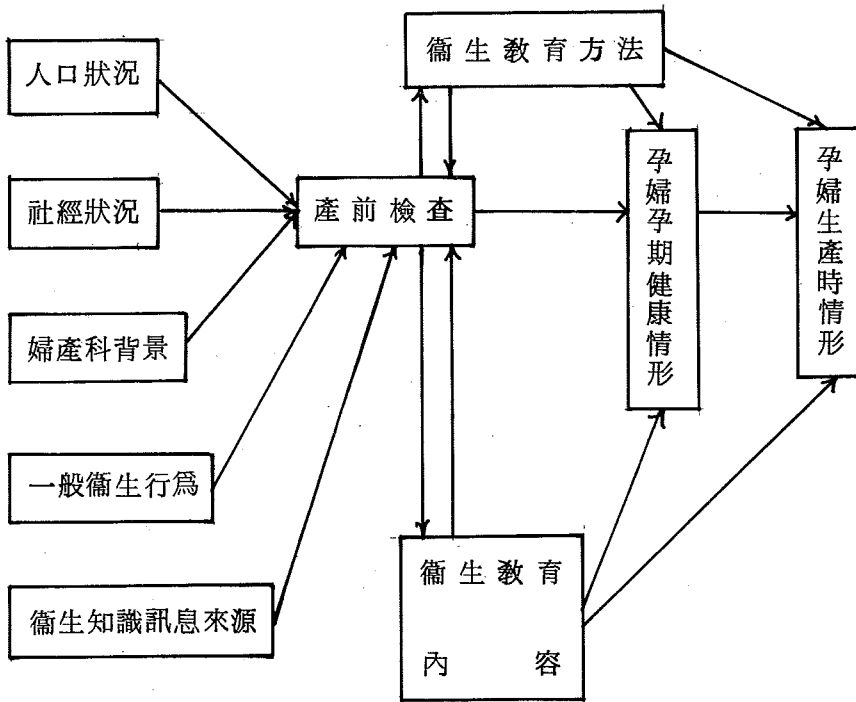 人口狀況
社經狀況
婦產科背景
一般衞生行爲
衞生知識訊息來源
產前檢查
衞生教育方法
衞生教育
內容
孕婦孕期健康情形
孕婦生產時情形